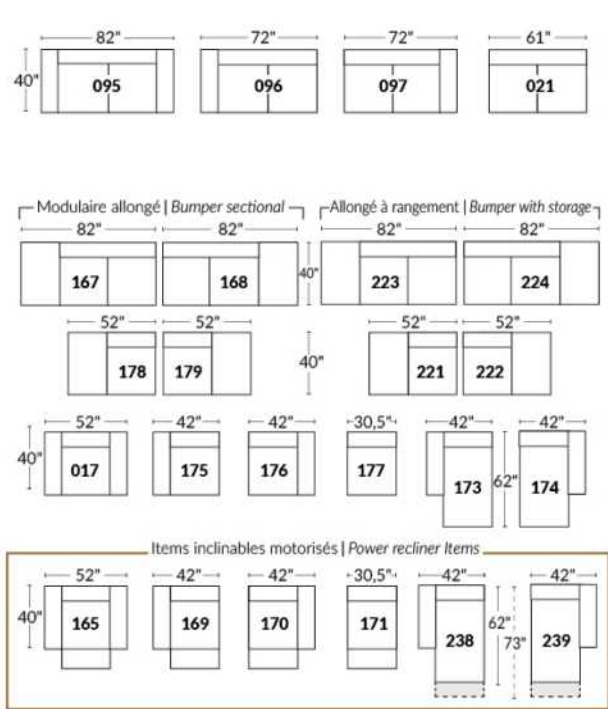 82" 72" 72" 61"
40" 095 096 097 021
Modulaire allongé | Bumper sectional Allongé à rangement | Bumper with storage
82" 82" 82" 82"
167 168 40" 223 224
52" 52" 52" 52"
178 179 40" 221 222
52" 42" 42" 30,5" 42" 42"
40" 017 175 176 177 173 62" 174
Items inclinables motorisés | Power recliner Items
52" 42" 42" 30,5" 42" 42"
40" 165 169 170 171 238 62" 73" 239